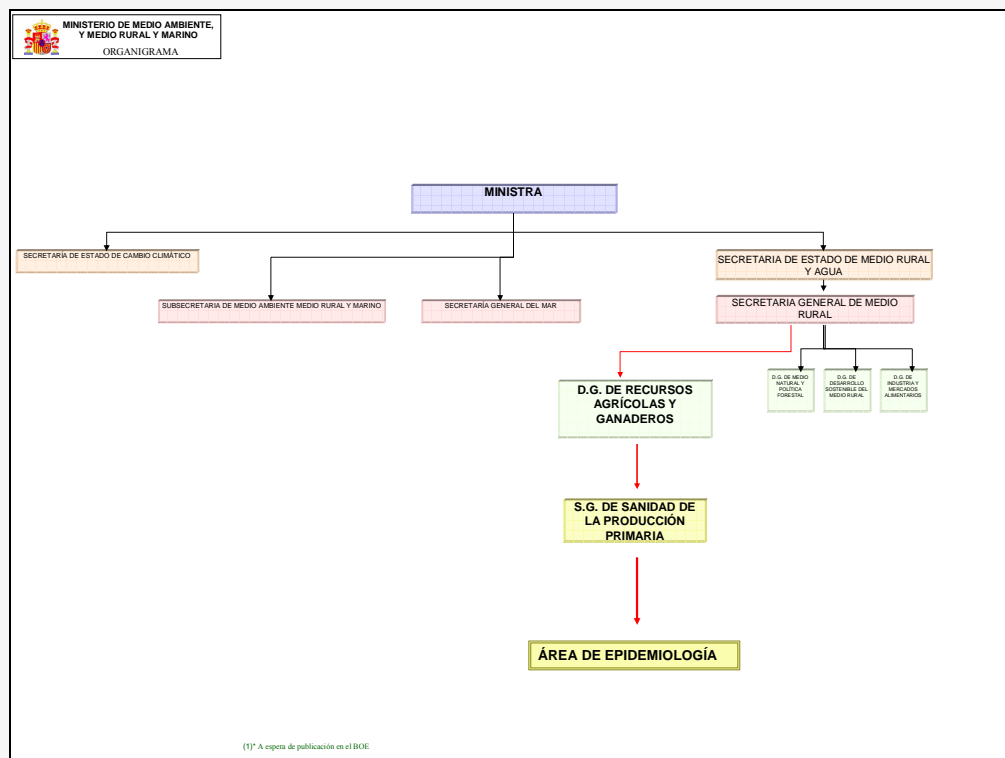 MINISTERIO DE MEDIO AMBIENTE,
Y MEDIO RURAL Y MARINO
ORGANIGRAMA
MINISTRA
SECRETARÍA DE ESTADO DE CAMBIO CLIMÁTICO
SECRETARIA DE ESTADO DE MEDIO RURAL
Y AGUA
SUBSECRETARIA DE MEDIO AMBIENTE MEDIO RURAL Y MARINO
SECRETARÍA GENERAL DEL MAR
SECRETARIA GENERAL DE MEDIO
RURAL
D.G. DE RECURSOS
AGRÍCOLAS Y
GANADEROS
D.G. DE MEDIO
NATURAL Y
POLÍTICA
FORESTAL
D.G. DE
DESARROLLO
SOSTENIBLE DEL
MEDIO RURAL
D.G. DE
INDUSTRIA Y
MERCADOS
ALIMENTARIOS
S.G. DE SANIDAD DE
LA PRODUCCIÓN
PRIMARIA
ÁREA DE EPIDEMIOLOGÍA
(1)* A espera de publicación en el BOE